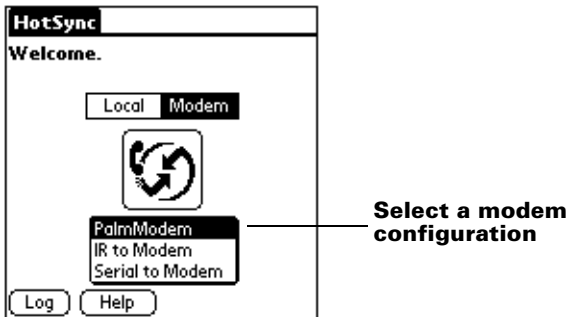 HotSync
Welcome.
Local Modem
PalmModem
IR to Modem
Serial to Modem
Select a modem
configuration
Log Help